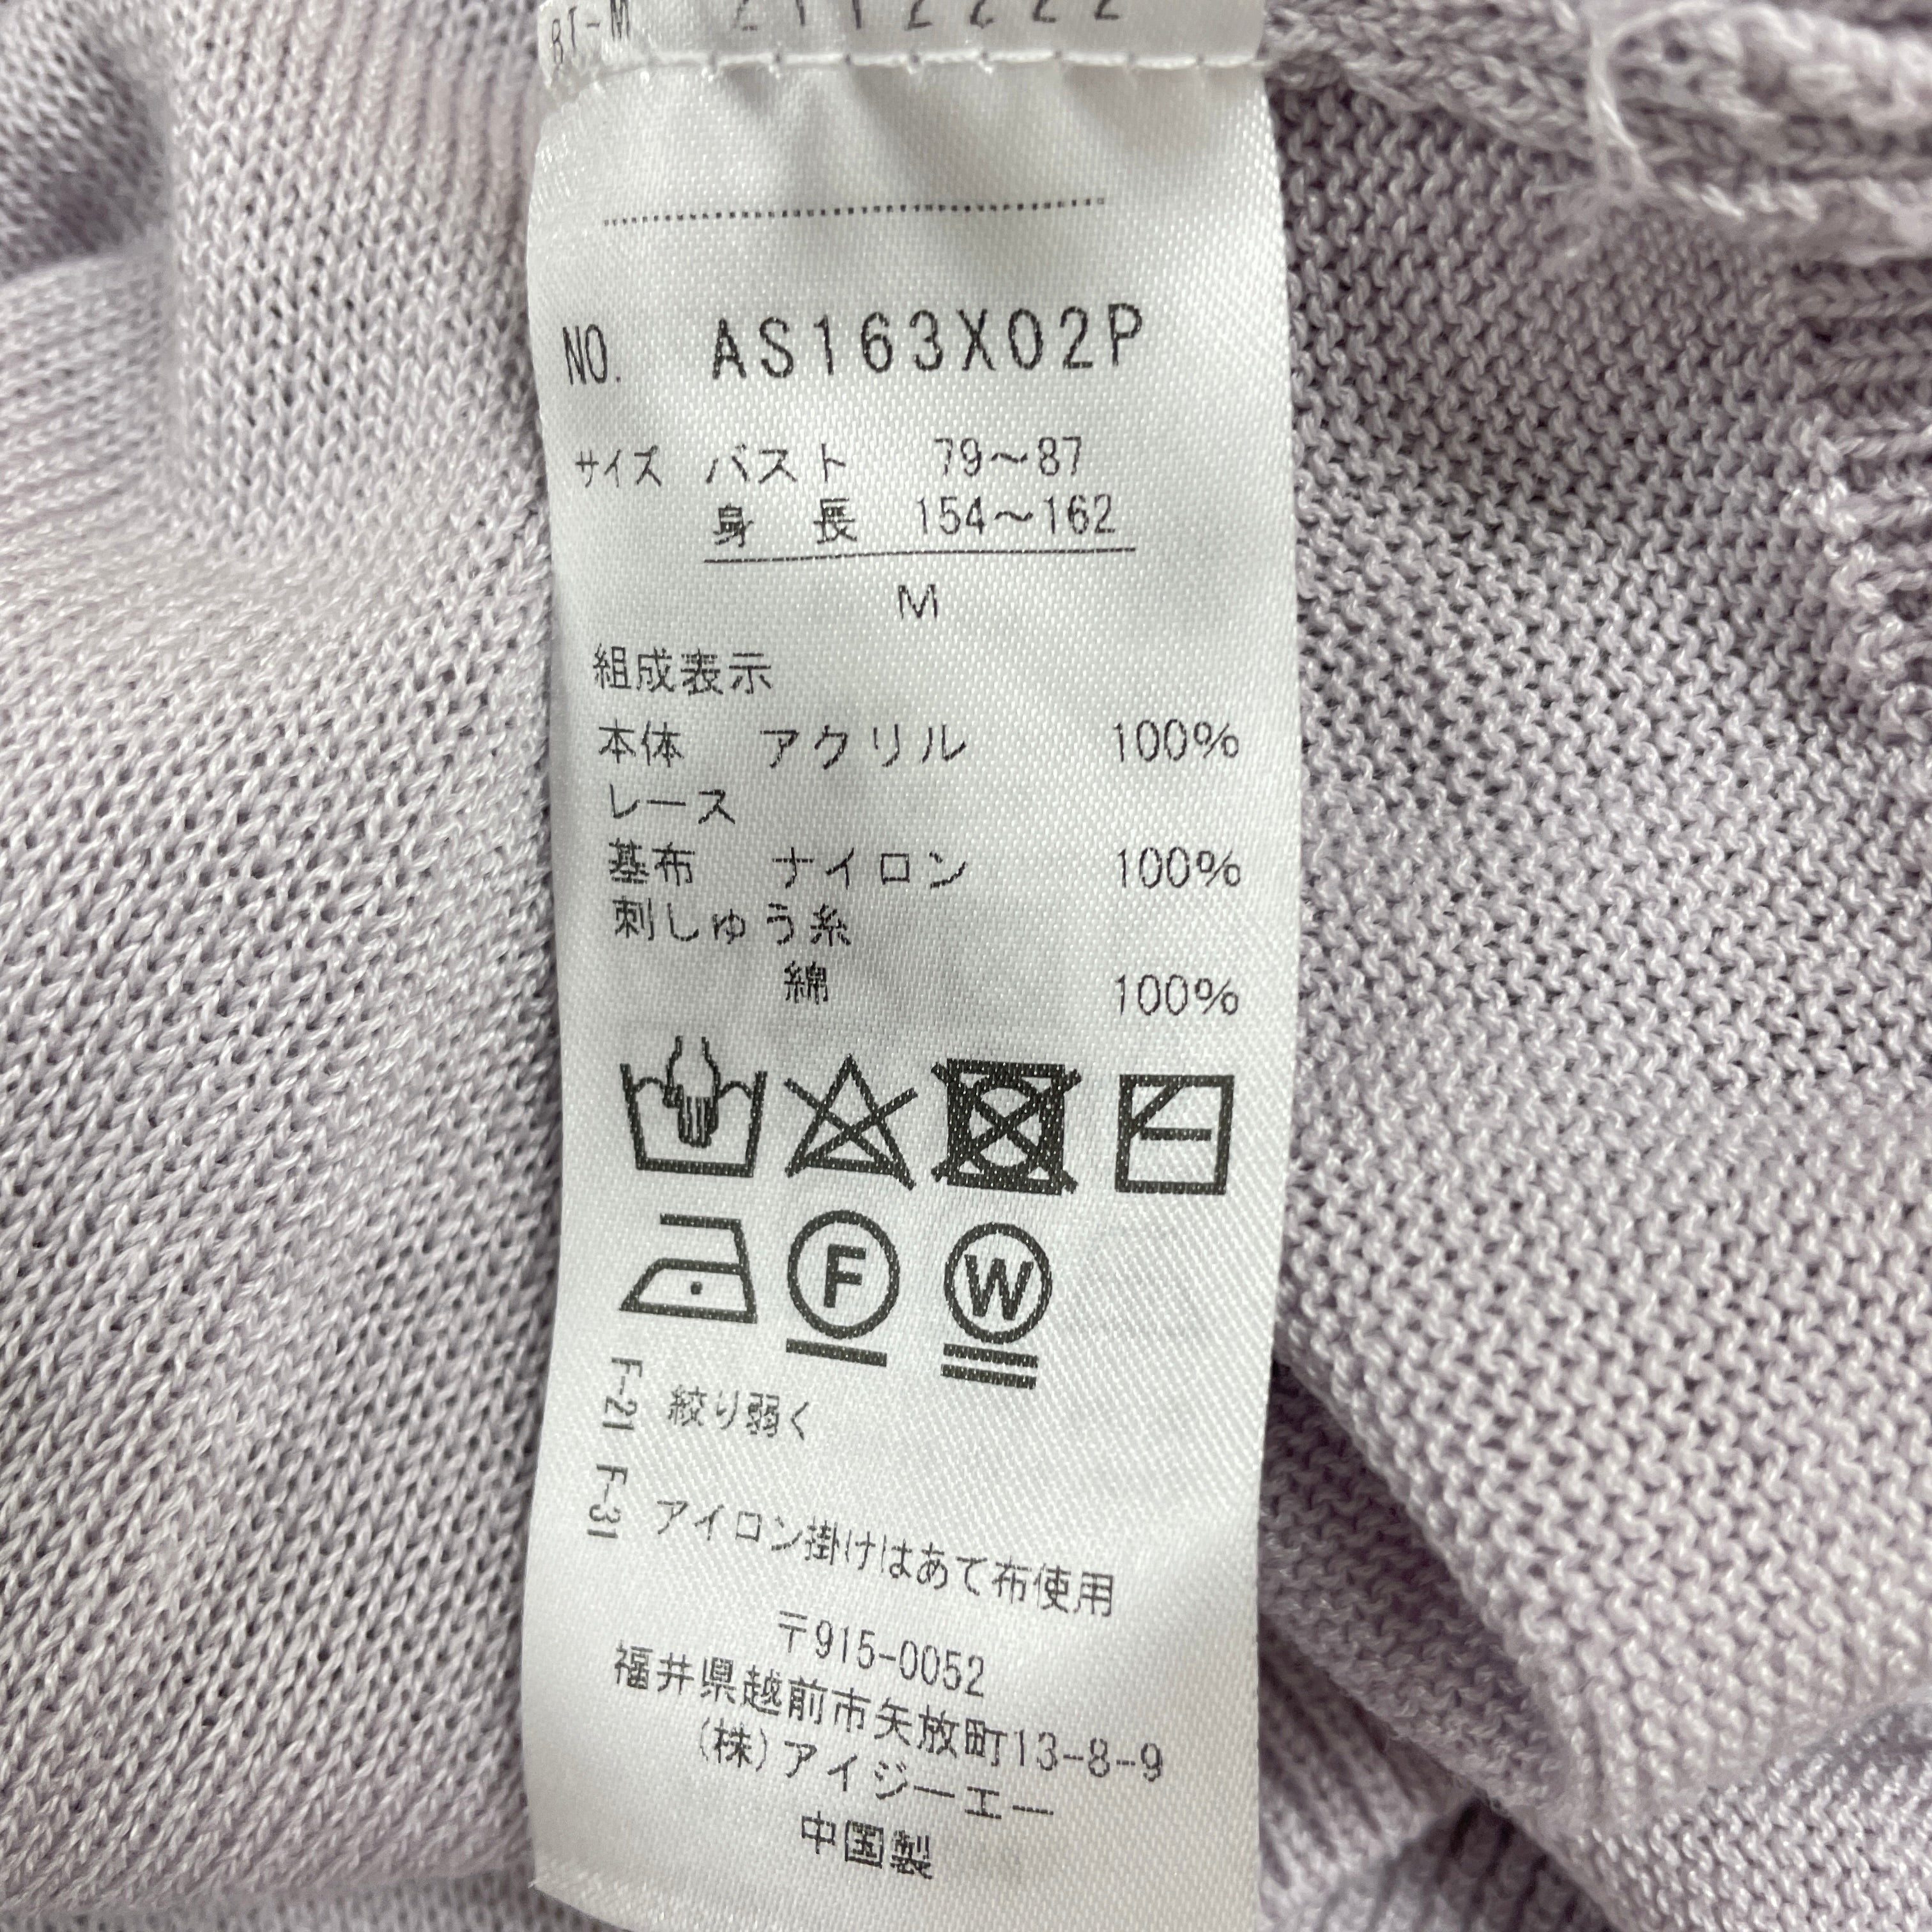 BT-M
NO. AS163X02P
サイズ バスト 79～87
身 長 154～162
M
組成表示
本体 アクリル 100%
レース
基布 ナイロン 100%
刺しゅう糸
綿 100%
F
W
F-21 絞り弱く
F-31 アイロン掛けはあて布使用
〒915-0052
福井県越前市矢放町13-8-9
(株)アイジーエー
中国製